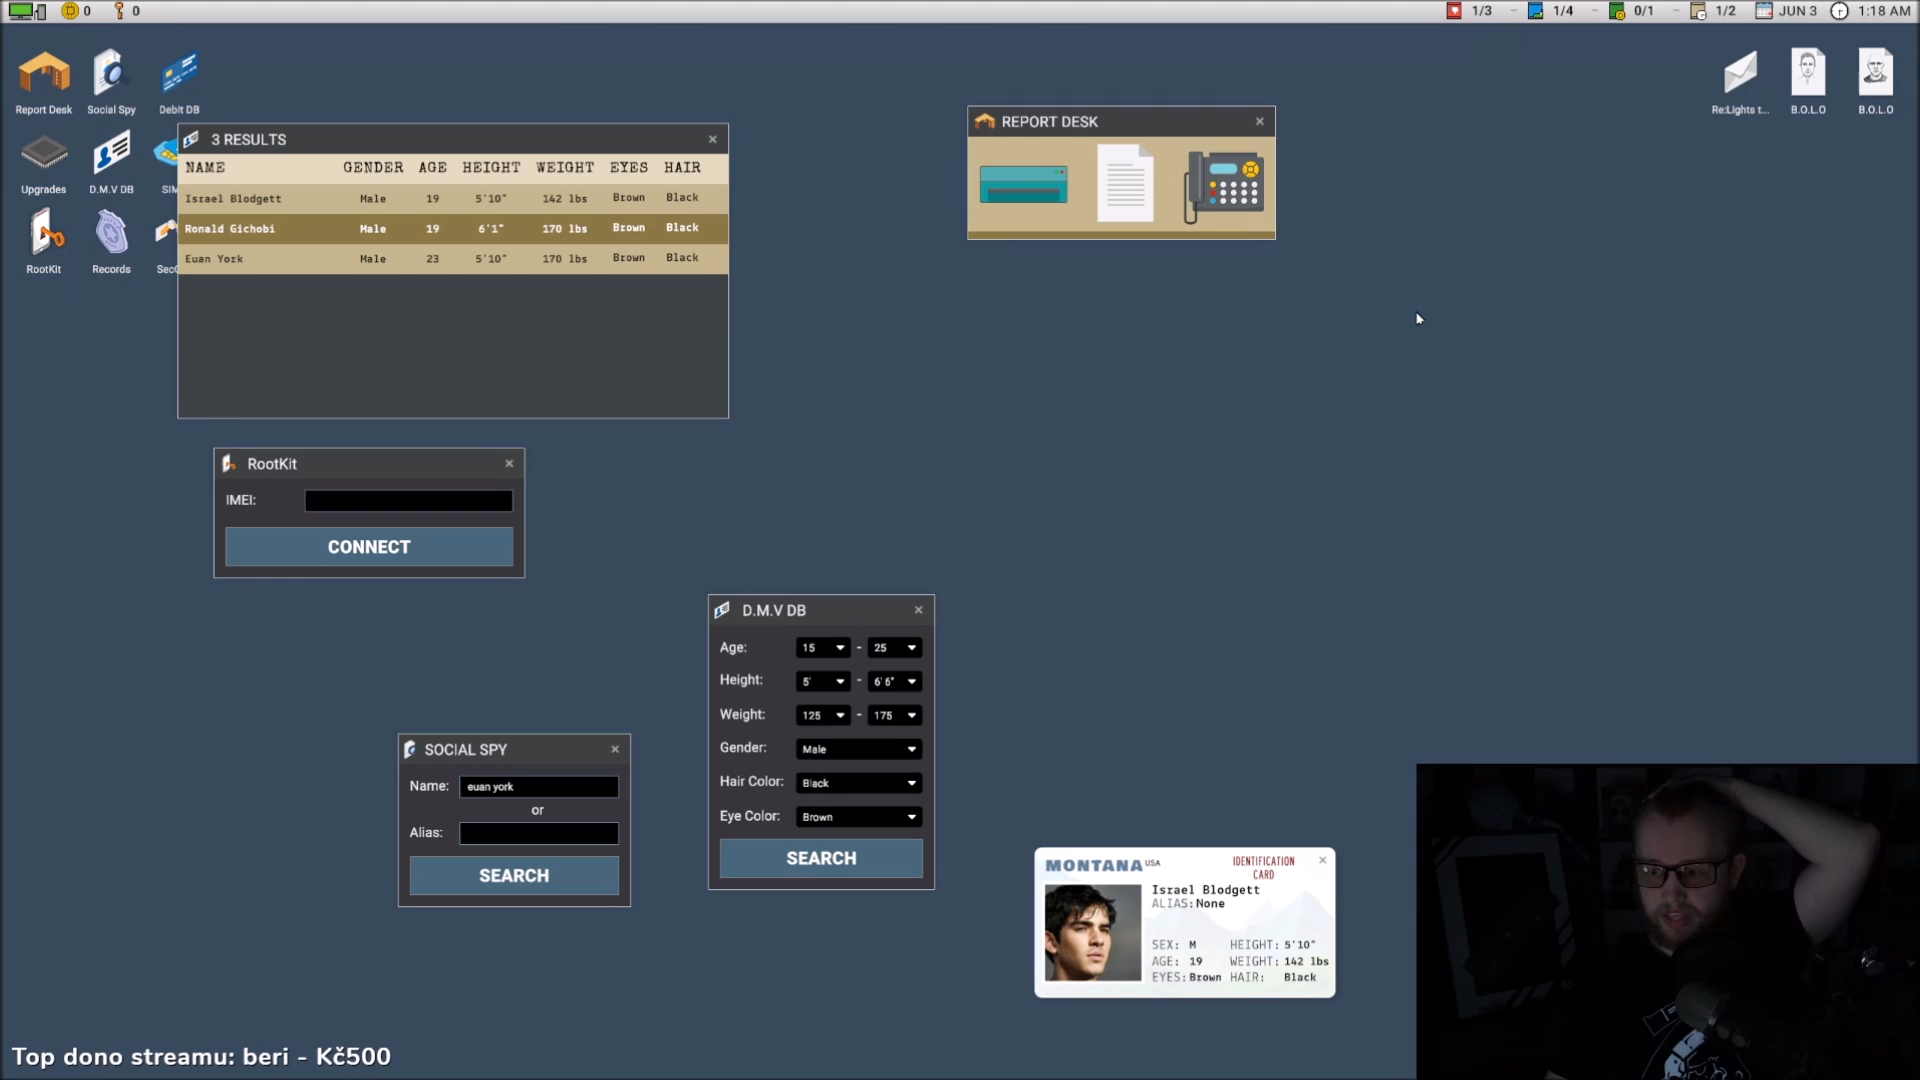 0
0
1/3
1/4
0/1
1/2
JUN 3
1:18 AM
Report Desk
Social Spy
Debit DB
Upgrades
D.M.V DB
RootKit
Records
Re:Lights t...
B.O.L.O
B.O.L.O
3 RESULTS
NAME GENDER AGE HEIGHT WEIGHT EYES HAIR
Israel Blodgett Male 19 5'10" 142 lbs Brown Black
Ronald Gichobi Male 19 6'1" 170 lbs Brown Black
Euan York Male 23 5'10" 170 lbs Brown Black
REPORT DESK
RootKit
IMEI:
CONNECT
D.M.V DB
Age: 15 - 25
Height: 5' - 6' 6"
Weight: 125 - 175
Gender: Male
Hair Color: Black
Eye Color: Brown
SEARCH
SOCIAL SPY
Name: euan york
or
Alias:
SEARCH
MONTANA USA
IDENTIFICATION
CARD
Israel Blodgett
ALIAS: None
SEX: M HEIGHT: 5'10"
AGE: 19 WEIGHT: 142 lbs
EYES: Brown HAIR: Black
Top dono streamu: beri - Kč500